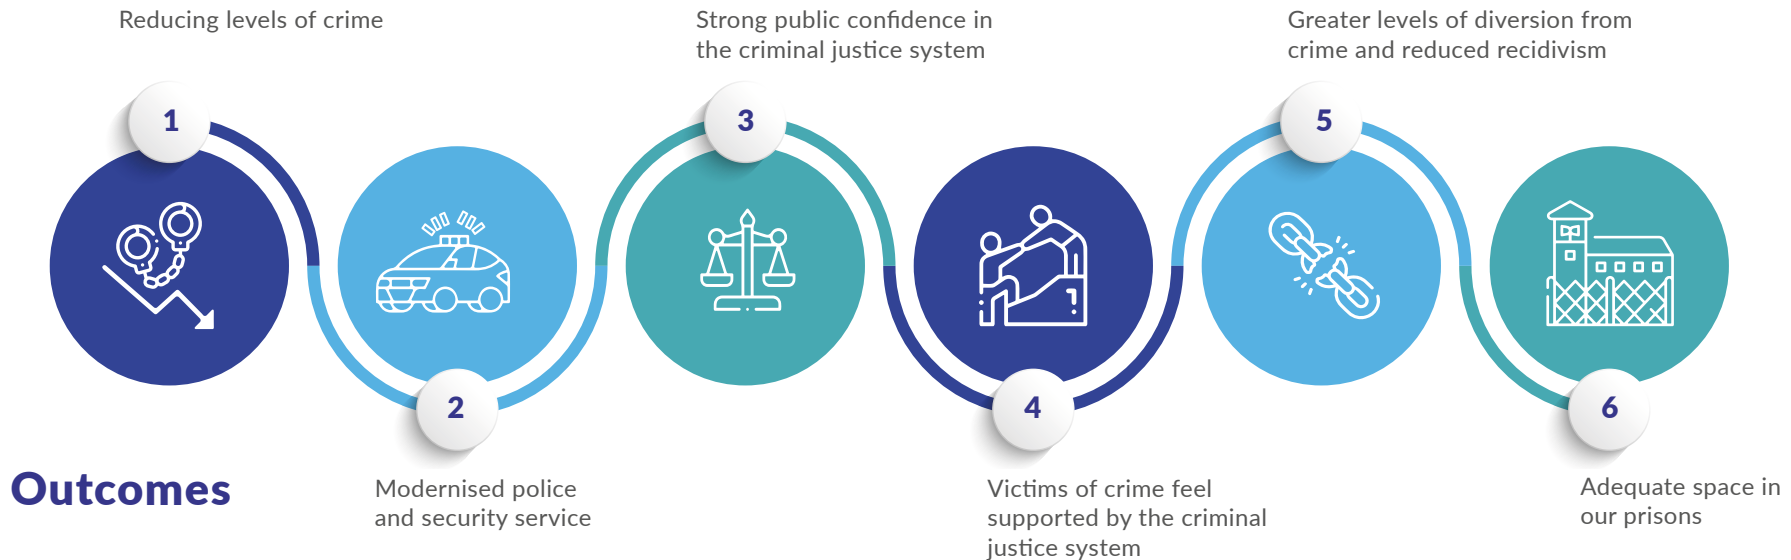 Reducing levels of crime
Strong public confidence in
the criminal justice system
Greater levels of diversion from
crime and reduced recidivism
1
3
5
2
4
6
Outcomes
Modernised police
and security service
Victims of crime feel
supported by the criminal
justice system
Adequate space in
our prisons